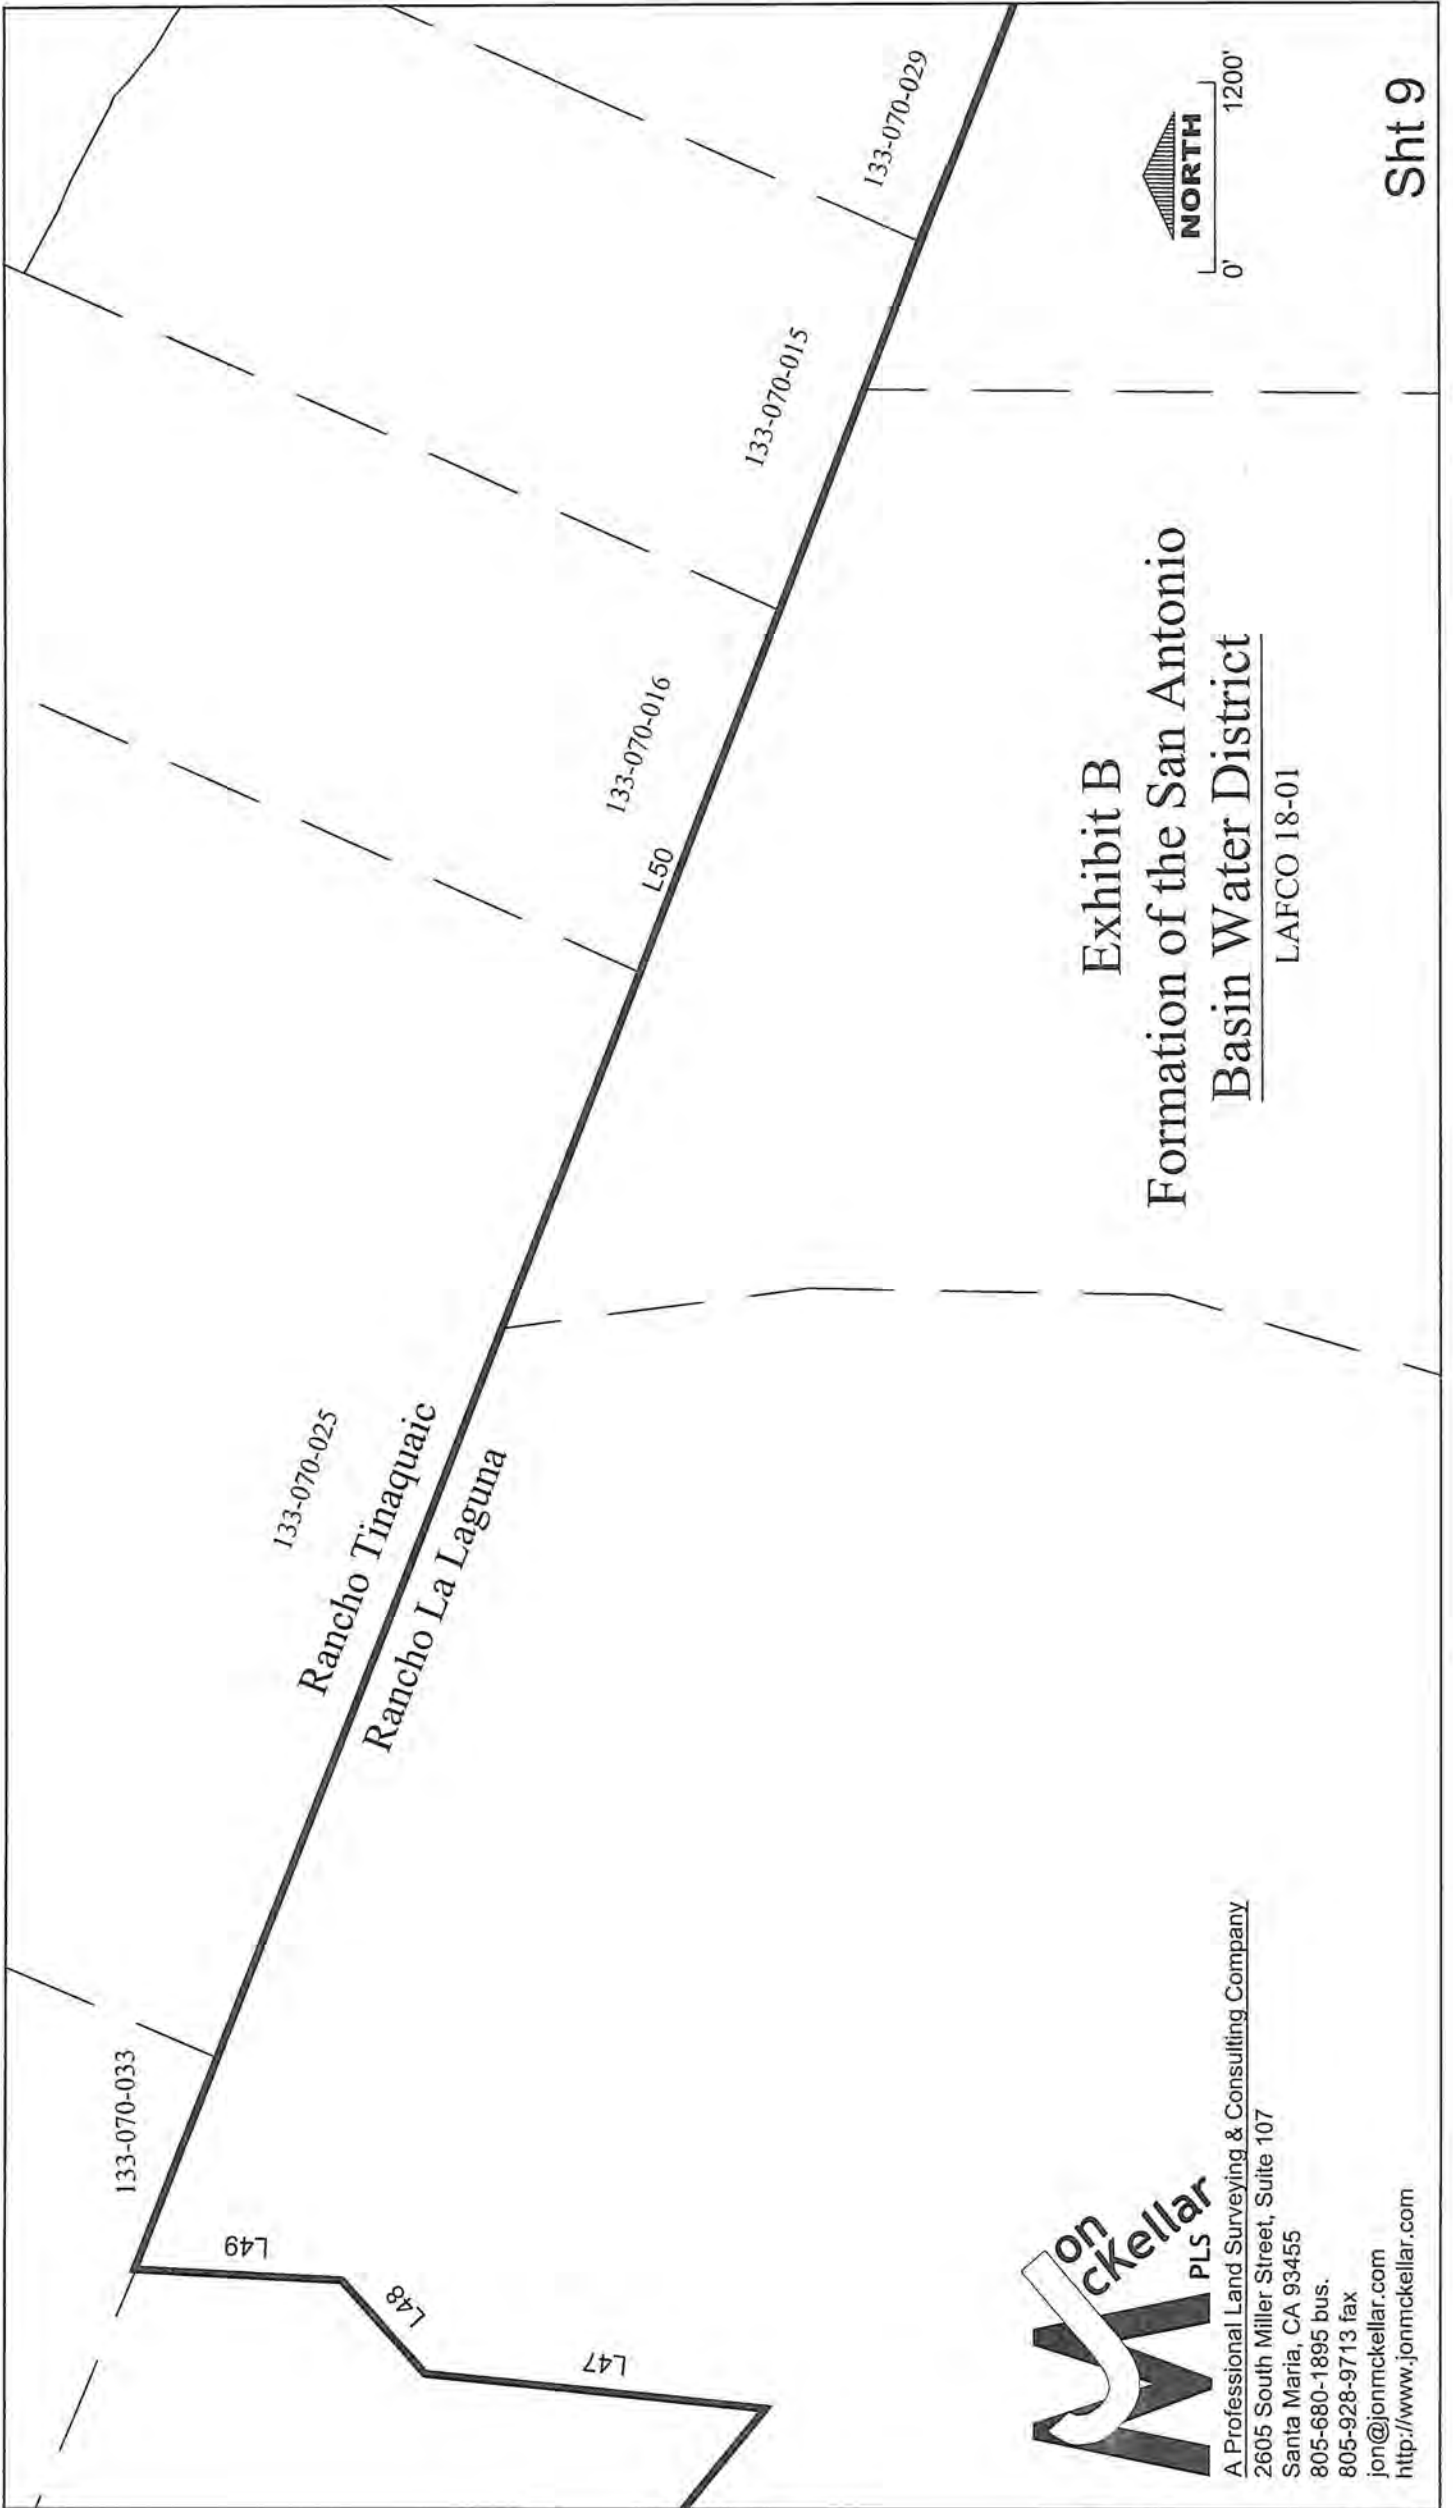 133-070-033
133-070-025
Rancho Tinaquaic
Rancho La Laguna
L49
L48
L47
L50
133-070-016
133-070-015
133-070-029
Exhibit B
Formation of the San Antonio
Basin Water District
LAFCO 18-01
NORTH
0' 1200'
Sht 9
M
Jon
cKellar
PLS
A Professional Land Surveying & Consulting Company
2605 South Miller Street, Suite 107
Santa Maria, CA 93455
805-680-1895 bus.
805-928-9713 fax
jon@jonmckellar.com
http://www.jonmckellar.com